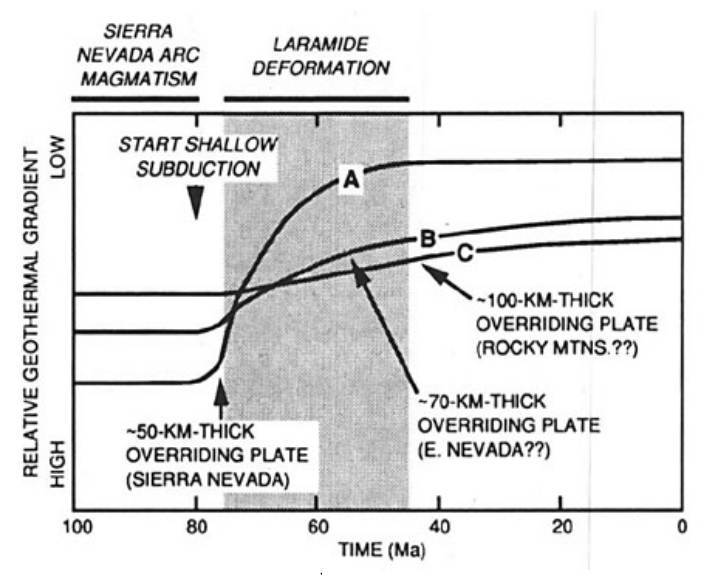 SIERRA
NEVADA ARC
MAGMATISM
LARAMIDE
DEFORMATION
START SHALLOW
SUBDUCTION
A
B
C
~100-KM-THICK
OVERRIDING PLATE
(ROCKY MTNS.??)
~70-KM-THICK
OVERRIDING PLATE
(E. NEVADA??)
~50-KM-THICK
OVERRIDING PLATE
(SIERRA NEVADA)
RELATIVE GEOTHERMAL GRADIENT
LOW
HIGH
100 80 60 40 20 0
TIME (Ma)